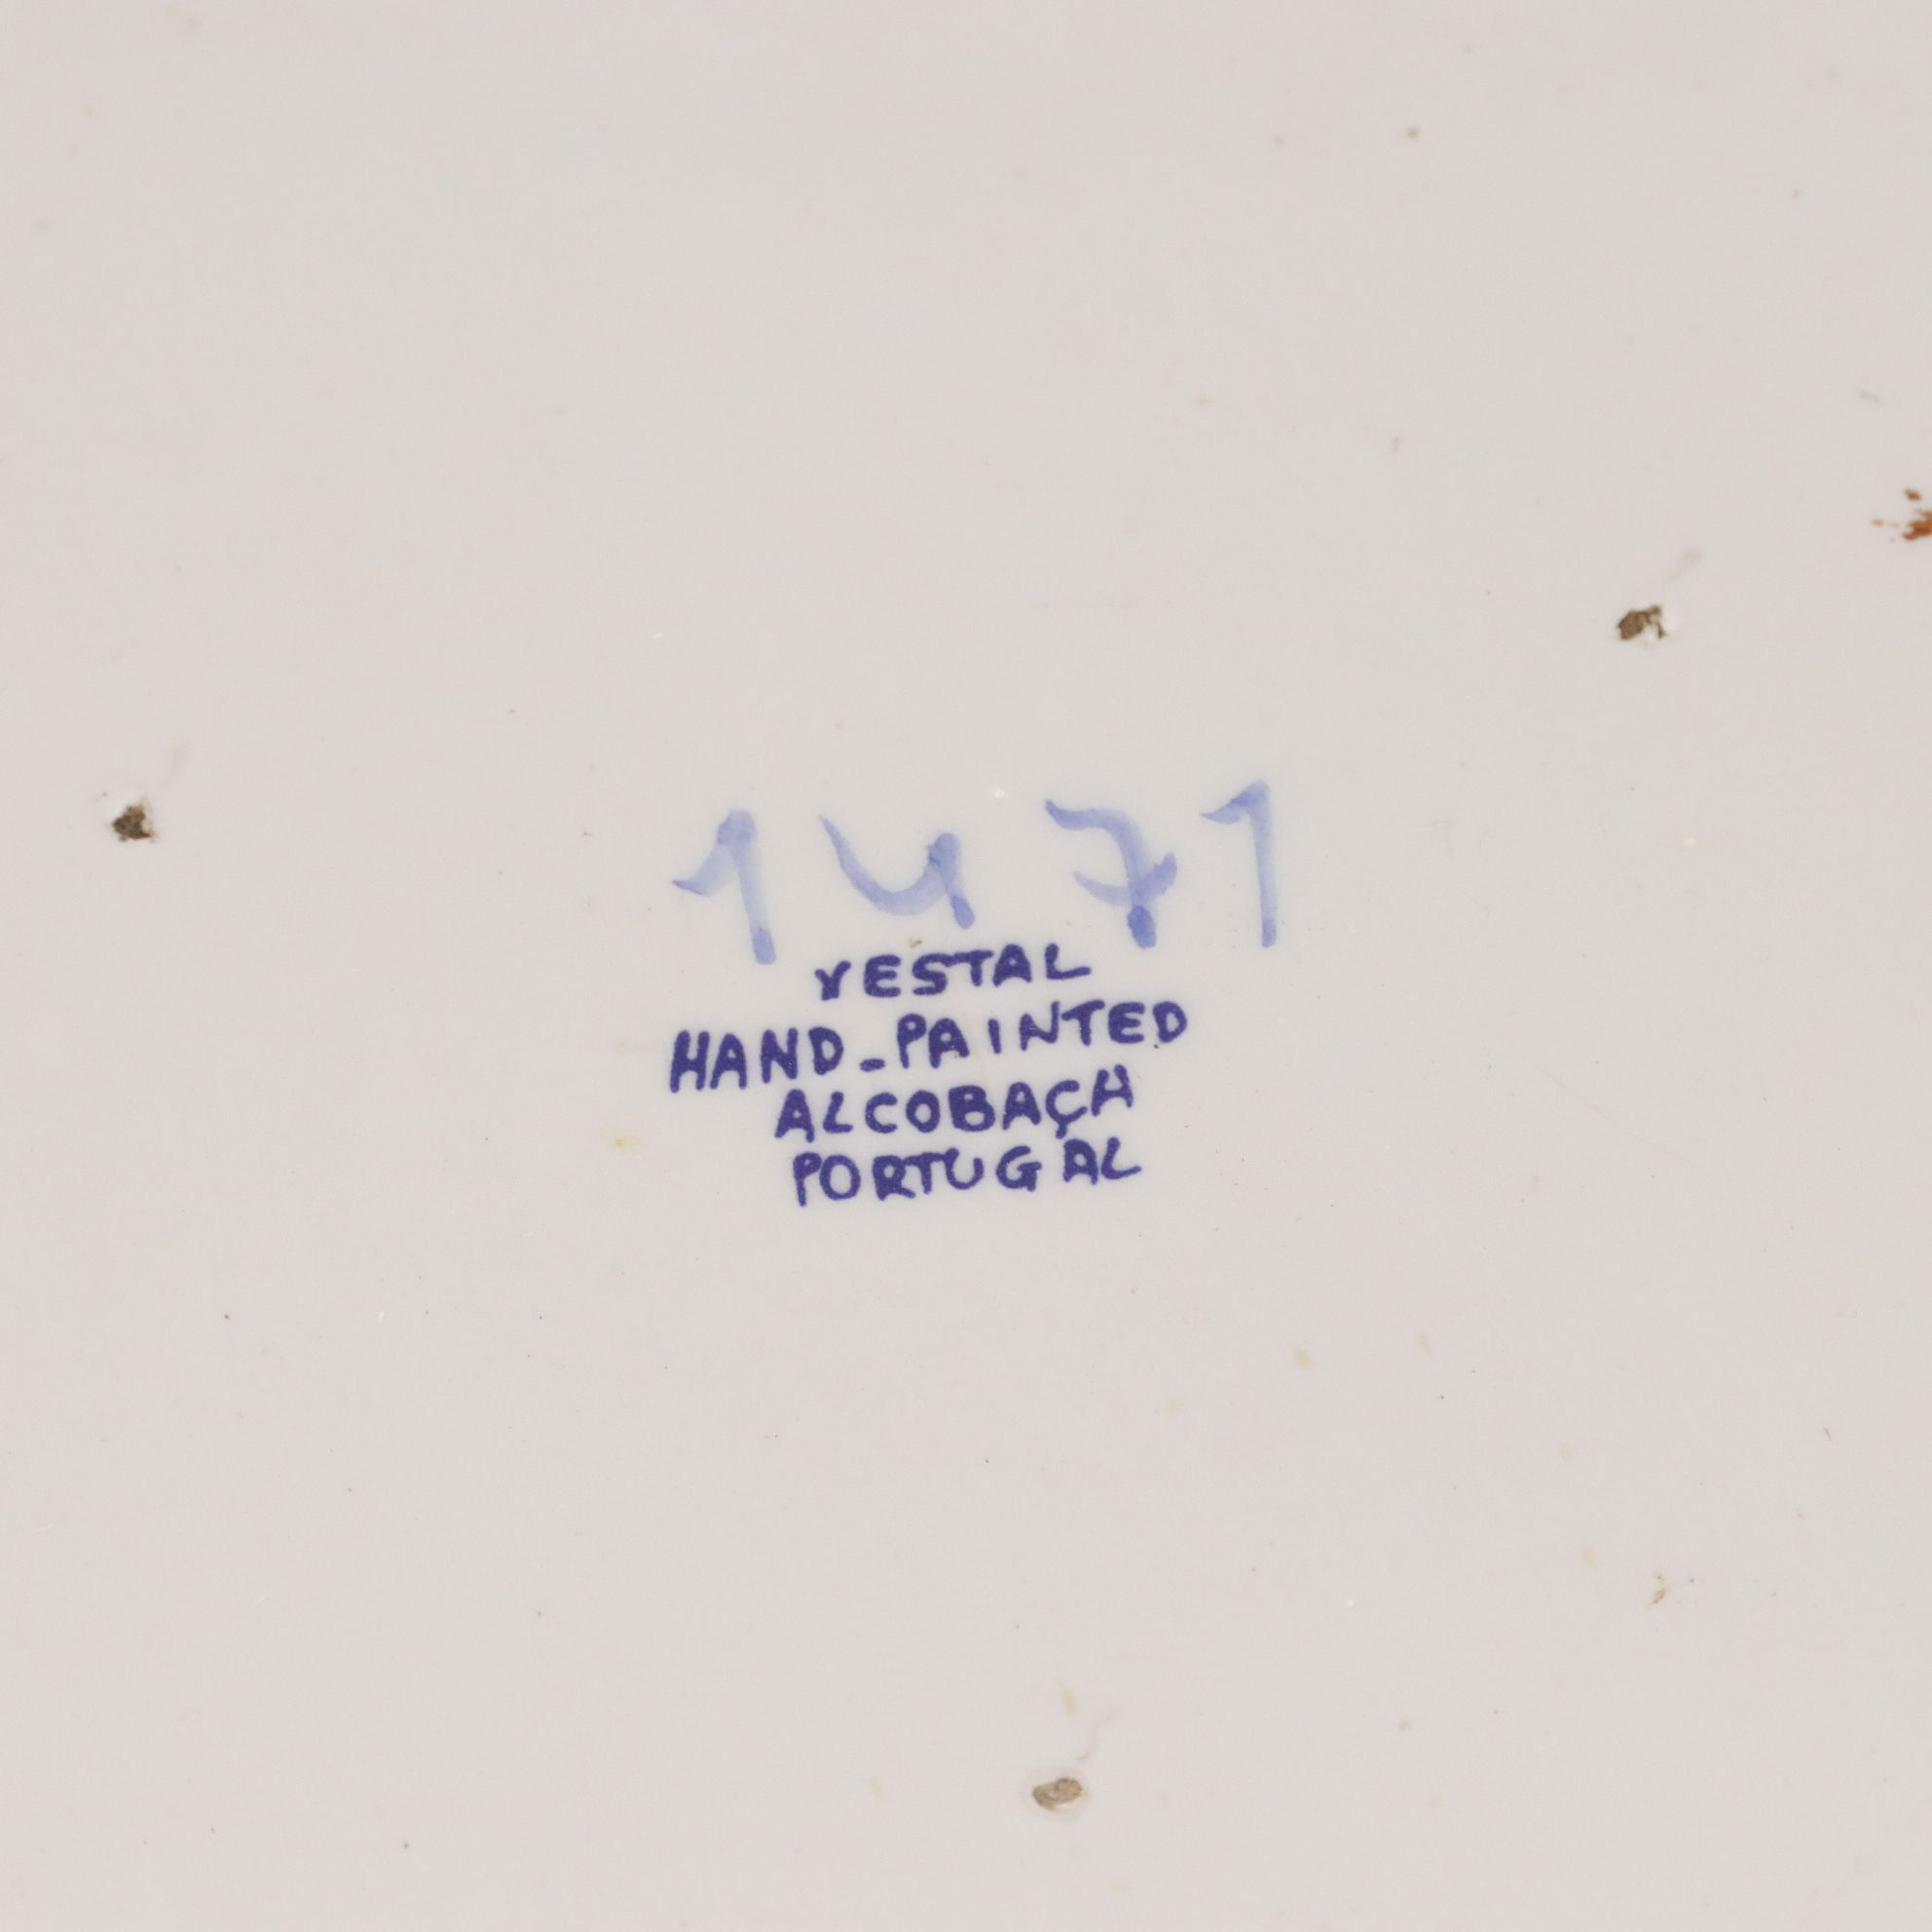 1471
VESTAL
HAND-PAINTED
ALCOBAÇA
PORTUGAL